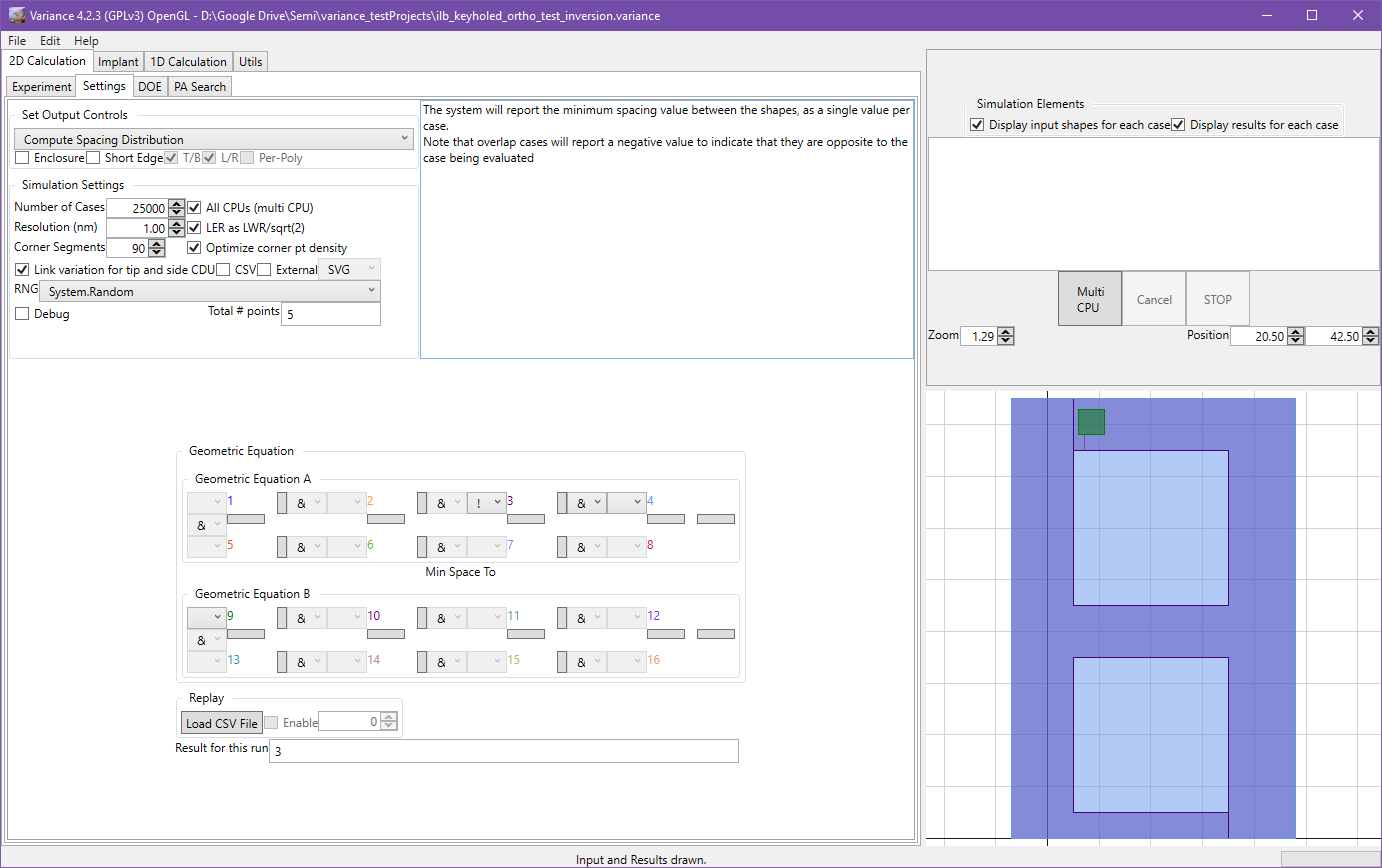 Variance 4.2.3 (GPLv3) OpenGL - D:\Google Drive\Semi\variance_testProjects\ilb_keyholed_ortho_test_inversion.variance
File Edit Help
2D Calculation Implant 1D Calculation Utils
Experiment Settings DOE PA Search
Set Output Controls
Compute Spacing Distribution
Enclosure Short Edge T/B L/R Per-Poly
Simulation Settings
Number of Cases 25000 All CPUs (multi CPU)
Resolution (nm) 1.00 LER as LWR/sqrt(2)
Corner Segments 90 Optimize corner pt density
Link variation for tip and side CDU CSV External SVG
RNG System.Random
Debug Total # points 5
The system will report the minimum spacing value between the shapes, as a single value per
case.
Note that overlap cases will report a negative value to indicate that they are opposite to the
case being evaluated
Geometric Equation
Geometric Equation A
1 & 2 & ! 3 & 4
&
5 & 6 & 7 & 8
Min Space To
Geometric Equation B
9 & 10 & 11 & 12
&
13 & 14 & 15 & 16
Replay
Load CSV File Enable 0
Result for this run 3
Simulation Elements
Display input shapes for each case Display results for each case
Multi
CPU
Cancel STOP
Zoom 1.29 Position 20.50 42.50
Input and Results drawn.